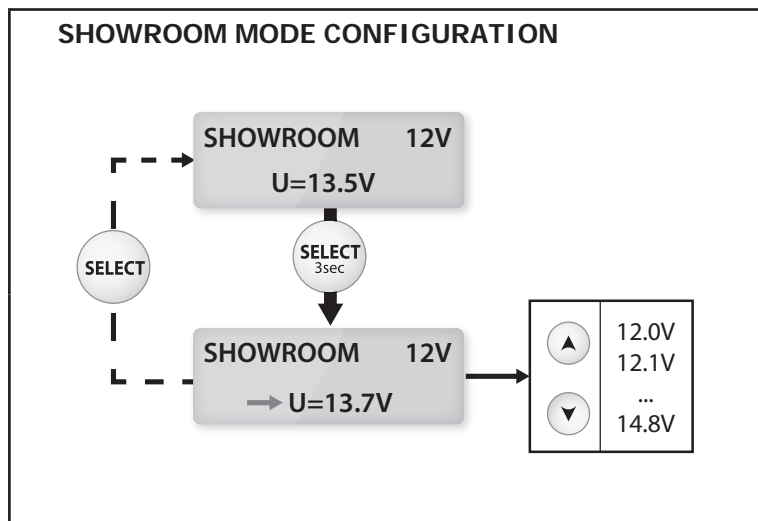 SHOWROOM MODE CONFIGURATION
SHOWROOM 12V
U=13.5V
SELECT
SELECT
3sec
SHOWROOM 12V
U=13.7V
12.0V
12.1V
...
14.8V